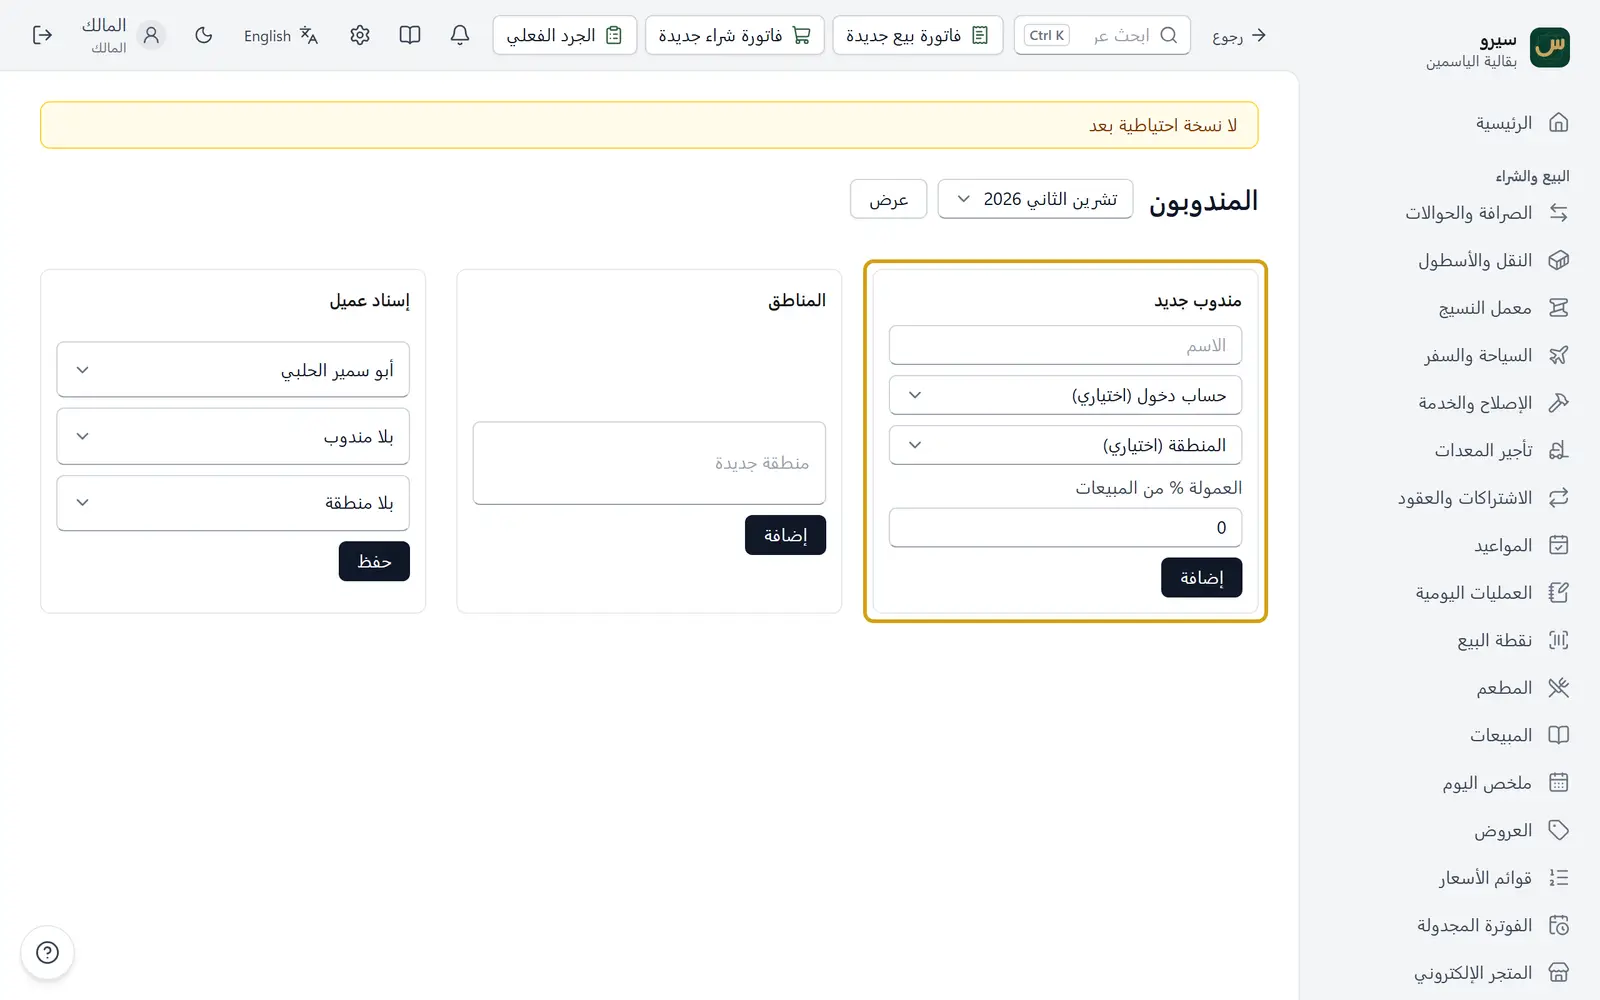 سيرو
بقالية الياسمين
رجوع
ابحث عر
Ctrl K
فاتورة بيع جديدة
فاتورة شراء جديدة
الجرد الفعلي
English
المالك
المالك
الرئيسية
البيع والشراء
الصرافة والحوالات
النقل والأسطول
معمل النسيج
السياحة والسفر
الإصلاح والخدمة
تأجير المعدات
الاشتراكات والعقود
المواعيد
العمليات اليومية
نقطة البيع
المطعم
المبيعات
ملخص اليوم
العروض
قوائم الأسعار
الفوترة المجدولة
المتجر الإلكتروني
لا نسخة احتياطية بعد
المندوبون
تشرين الثاني 2026
عرض
مندوب جديد
الاسم
حساب دخول (اختياري)
المنطقة (اختياري)
العمولة % من المبيعات
0
إضافة
المناطق
منطقة جديدة
إضافة
إسناد عميل
أبو سمير الحلبي
بلا مندوب
بلا منطقة
حفظ